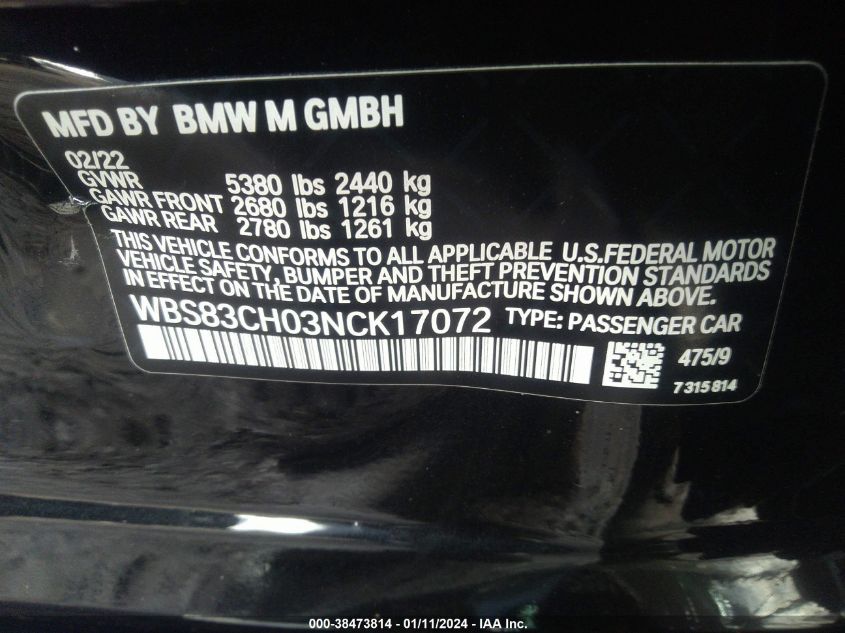 MFD BY BMW M GMBH
02/22
GVWR 5380 lbs 2440 kg
GAWR FRONT 2680 lbs 1216 kg
GAWR REAR 2780 lbs 1261 kg
THIS VEHICLE CONFORMS TO ALL APPLICABLE U.S.FEDERAL MOTOR
VEHICLE SAFETY, BUMPER AND THEFT PREVENTION STANDARDS
IN EFFECT ON THE DATE OF MANUFACTURE SHOWN ABOVE.
WBS83CH03NCK17072 TYPE: PASSENGER CAR
475/9
7315814
000-38473814 - 01/11/2024 - IAA Inc.